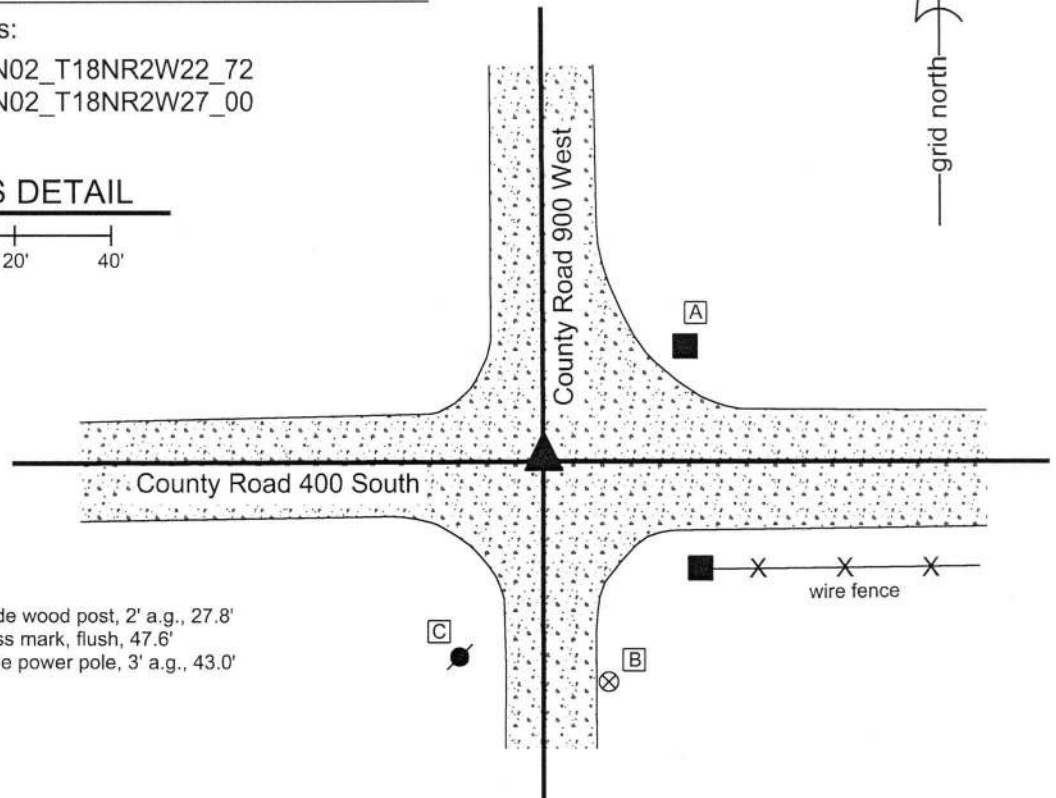 s:
N02_T18NR2W22_72
N02_T18NR2W27_00
S DETAIL
20' 40'
grid north
County Road 900 West
A
County Road 400 South
wire fence
de wood post, 2' a.g., 27.8'
ss mark, flush, 47.6'
e power pole, 3' a.g., 43.0'
C
B